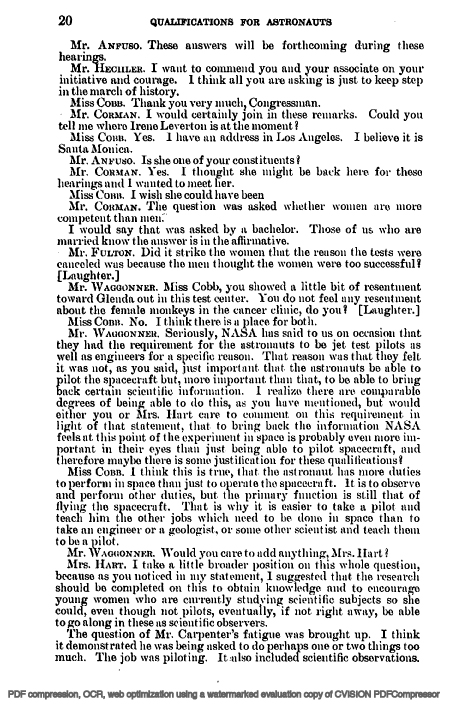 20 QUALIFICATIONS FOR ASTRONAUTS
Mr. ANFUSO. These answers will be forthcoming during these
hearings.
Mr. HECHLER. I want to commend you and your associate on your
initiative and courage. I think all you are asking is just to keep step
in the march of history.
Miss COBB. Thank you very much, Congressman.
Mr. CORMAN. I would certainly join in these remarks. Could you
tell me where Irene Leverton is at the moment?
Miss COBB. Yes. I have an address in Los Angeles. I believe it is
Santa Monica.
Mr. ANFUSO. Is she one of your constituents?
Mr. CORMAN. Yes. I thought she might be back here for these
hearings and I wanted to meet her.
Miss COBB. I wish she could have been
Mr. CORMAN. The question was asked whether women are more
competent than men.
I would say that was asked by a bachelor. Those of us who are
married know the answer is in the affirmative.
Mr. FULTON. Did it strike the women that the reason the tests were
canceled was because the men thought the women were too successful?
[Laughter.]
Mr. WAGGONNER. Miss Cobb, you showed a little bit of resentment
toward Glenda out in this test center. You do not feel any resentment
about the female monkeys in the cancer clinic, do you? [Laughter.]
Miss COBB. No. I think there is a place for both.
Mr. WAGGONNER. Seriously, NASA has said to us on occasion that
they had the requirement for the astronauts to be jet test pilots as
well as engineers for a specific reason. That reason was that they felt
it was not, as you said, just important that the astronauts be able to
pilot the spacecraft but, more important than that, to be able to bring
back certain scientific information. I realize there are comparable
degrees of being able to do this, as you have mentioned, but would
either you or Mrs. Hart care to comment on this requirement in
light of that statement, that to bring back the information NASA
feels at this point of the experiment in space is probably even more im-
portant in their eyes than just being able to pilot spacecraft, and
therefore maybe there is some justification for these qualifications?
Miss COBB. I think this is true, that the astronaut has more duties
to perform in space than just to operate the spacecraft. It is to observe
and perform other duties, but the primary function is still that of
flying the spacecraft. That is why it is easier to take a pilot and
teach him the other jobs which need to be done in space than to
take an engineer or a geologist, or some other scientist and teach them
to be a pilot.
Mr. WAGGONNER. Would you care to add anything, Mrs. Hart?
Mrs. HART. I take a little broader position on this whole question,
because as you noticed in my statement, I suggested that the research
should be completed on this to obtain knowledge and to encourage
young women who are currently studying scientific subjects so she
could, even though not pilots, eventually, if not right away, be able
to go along in these as scientific observers.
The question of Mr. Carpenter's fatigue was brought up. I think
it demonstrated he was being asked to do perhaps one or two things too
much. The job was piloting. It also included scientific observations.
PDF compression, OCR, web optimization using a watermarked evaluation copy of CVISION PDFCompressor